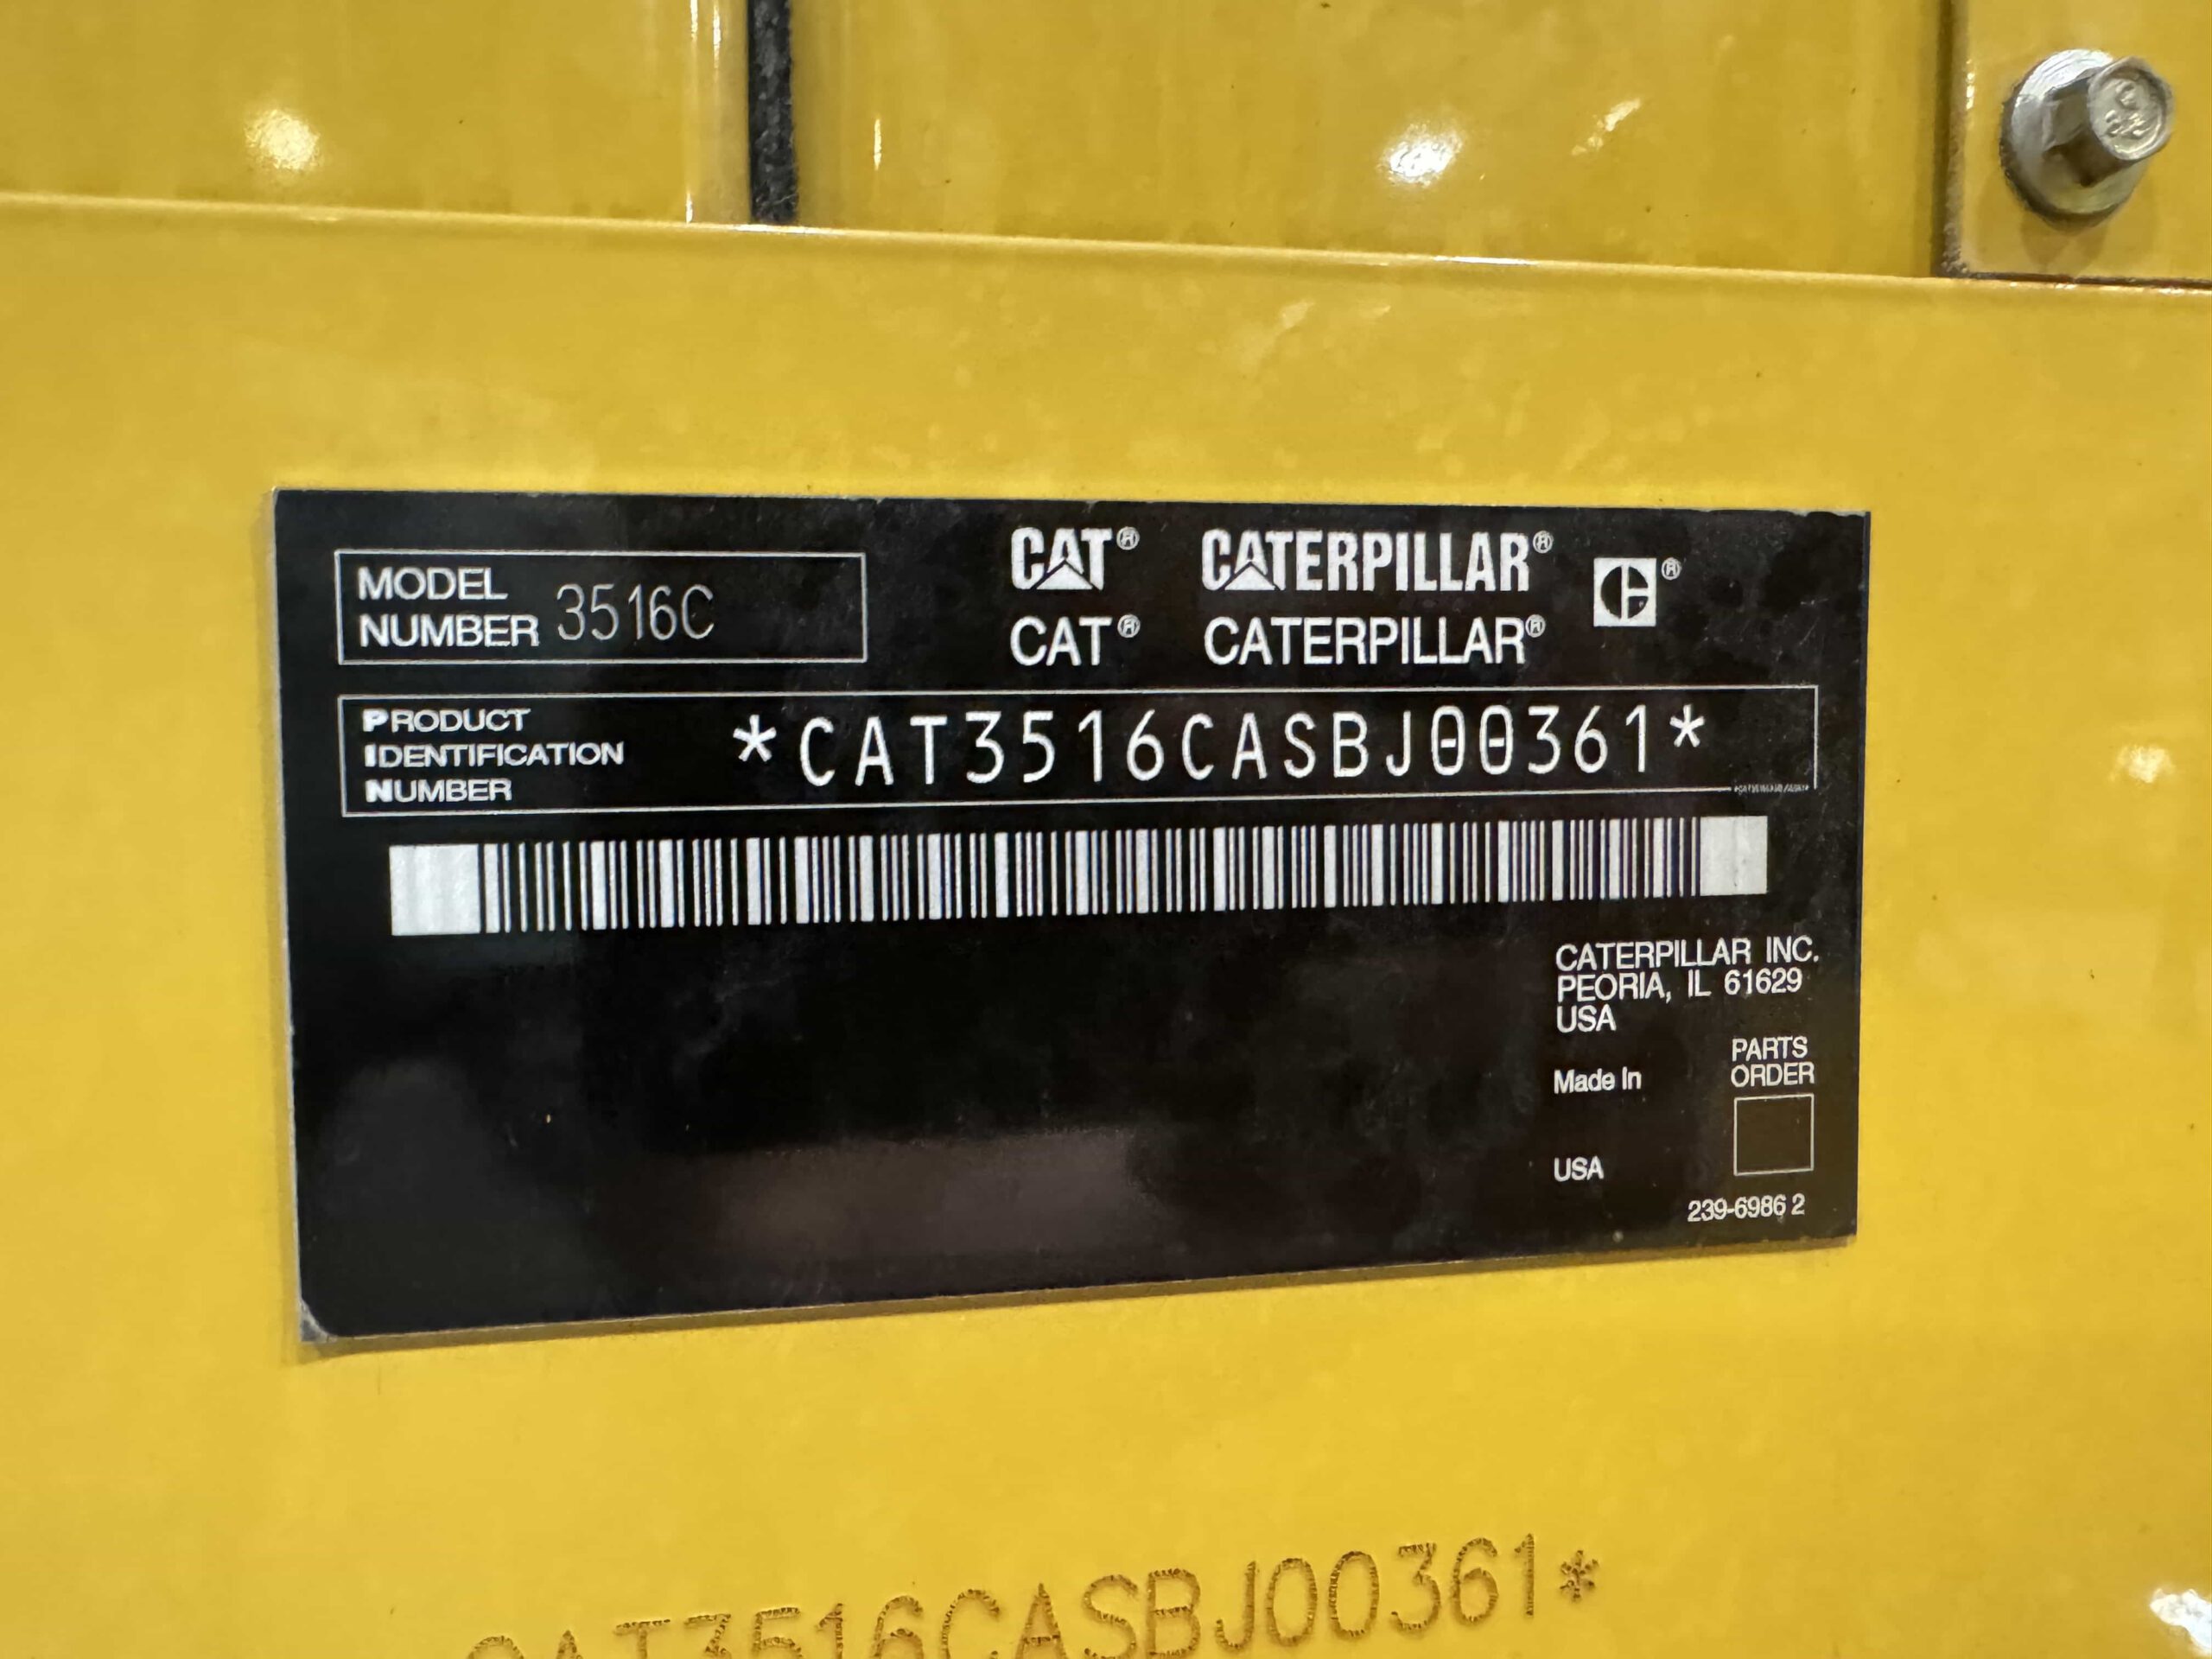 MODEL NUMBER 3516C
CAT® CATERPILLAR® ®
CAT® CATERPILLAR®
PRODUCT IDENTIFICATION NUMBER *CAT3516CASBJ00361*
CATERPILLAR INC.
PEORIA, IL 61629
USA
Made In
USA
PARTS
ORDER
239-6986 2
CAT3516CASBJ00361*